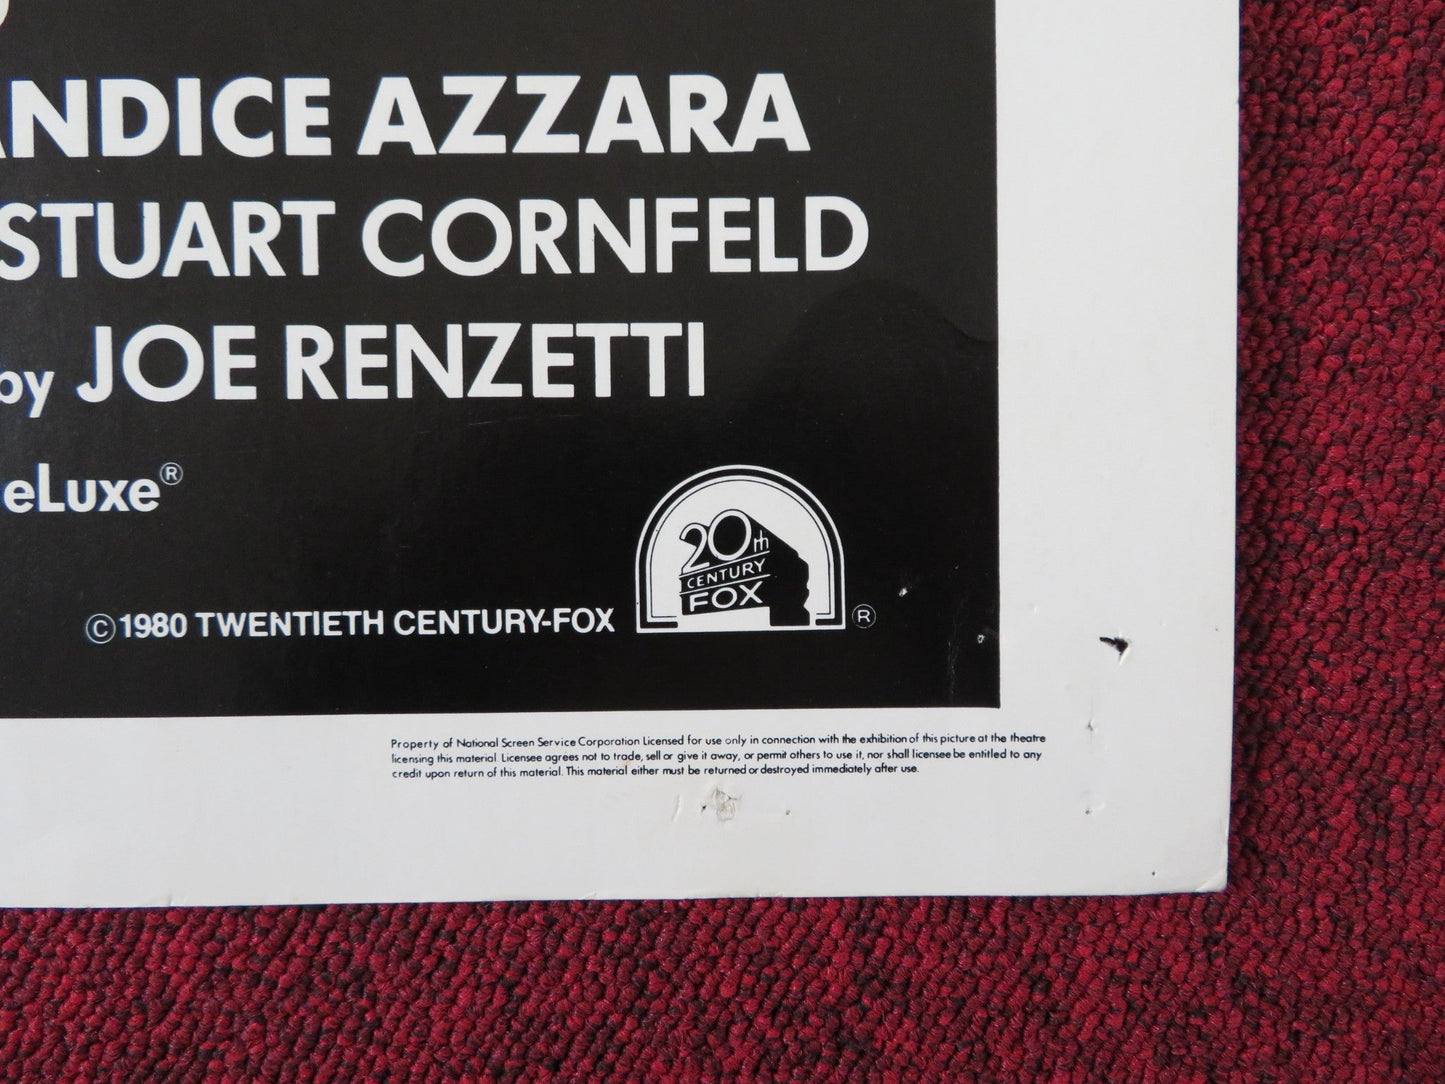 NDICE AZZARA
STUART CORNFELD
by JOE RENZETTI
eLuxe®
©1980 TWENTIETH CENTURY-FOX
20th
CENTURY
FOX
®
Property of National Screen Service Corporation Licensed for use only in connection with the exhibition of this picture at the theatre
licensing this material. Licensee agrees not to trade, sell or give it away, or permit others to use it, nor shall licensee be entitled to any
credit upon return of this material. This material either must be returned or destroyed immediately after use.